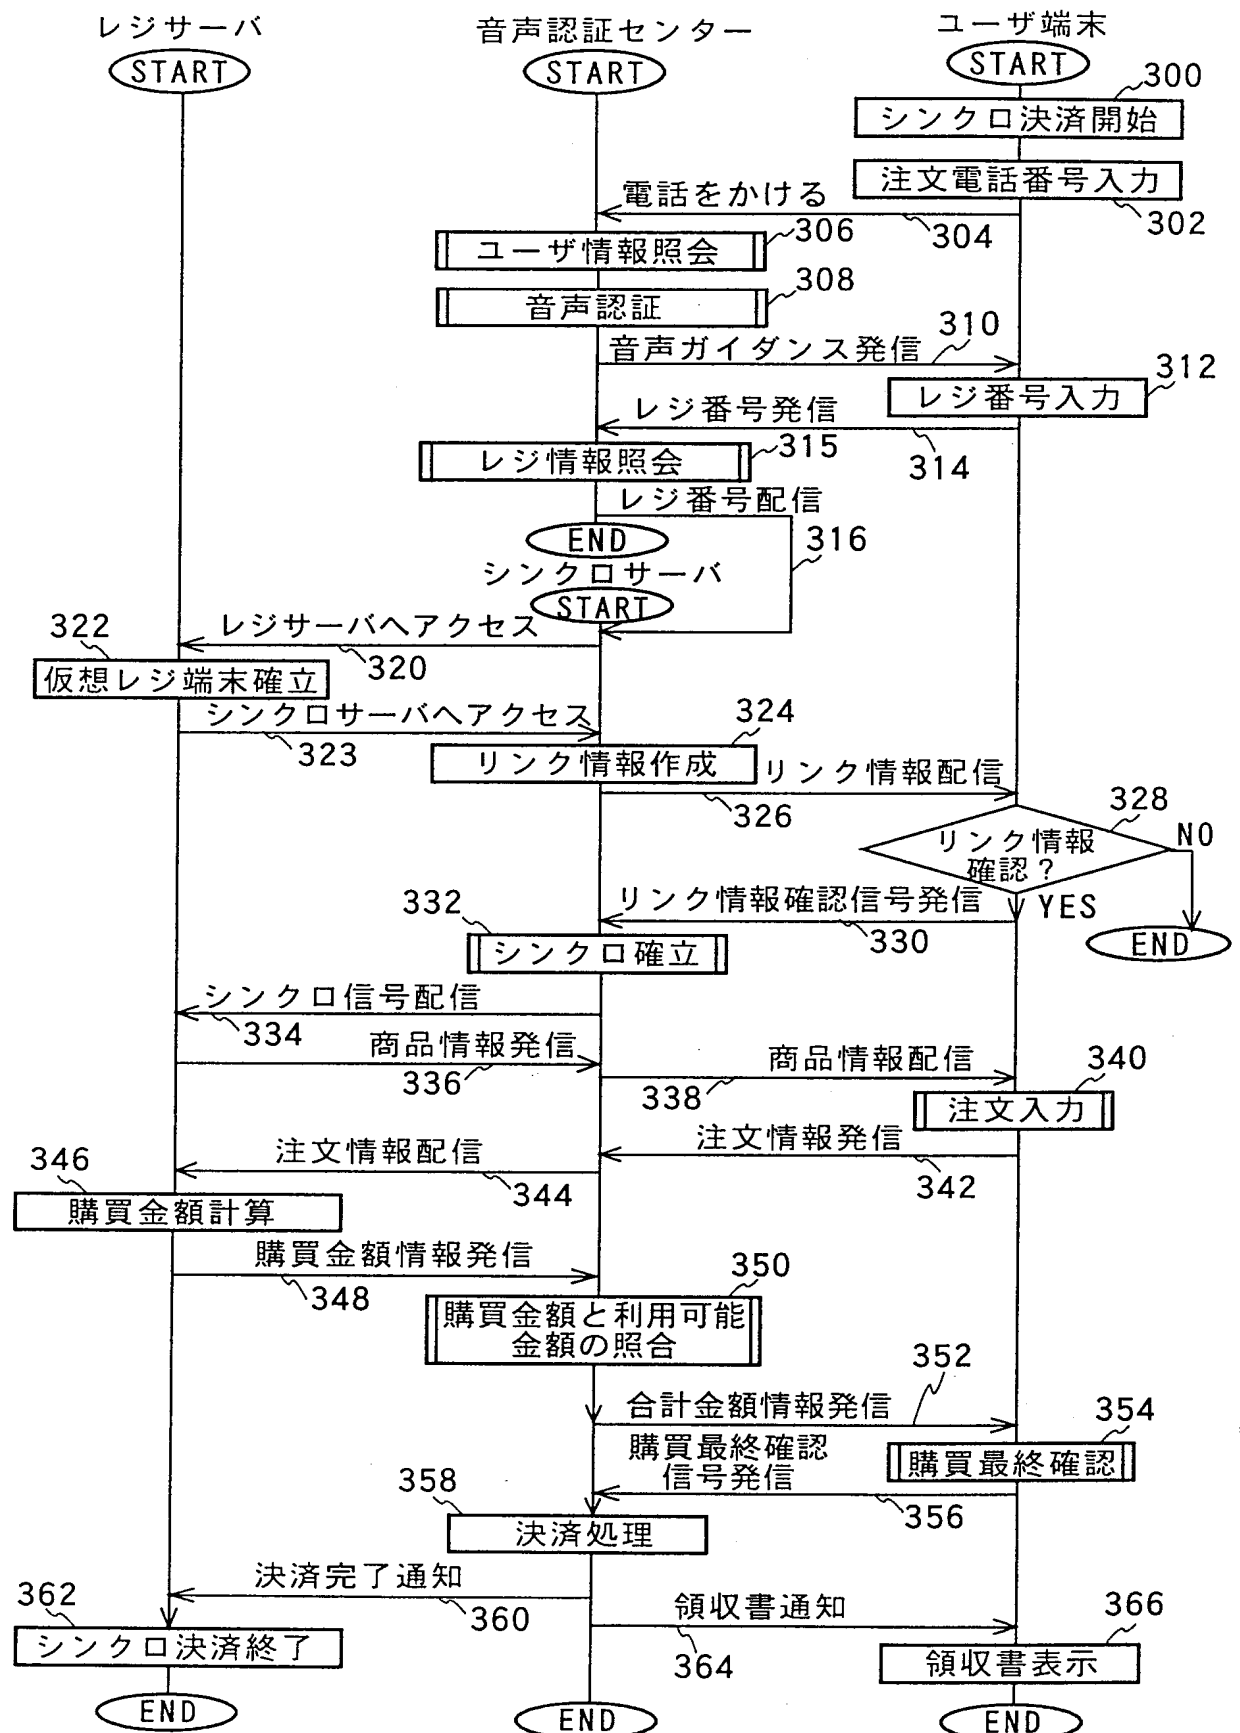 レジサーバ
音声認証センター
ユーザ端末
START
START
START
300
シンクロ決済開始
注文電話番号入力
302
電話をかける
304
306
ユーザ情報照会
308
音声認証
310
音声ガイダンス発信
312
レジ番号入力
レジ番号発信
314
315
レジ情報照会
レジ番号配信
316
END
シンクロサーバ
START
レジサーバへアクセス
320
322
仮想レジ端末確立
シンクロサーバへアクセス
323
324
リンク情報作成
リンク情報配信
326
328
リンク情報
確認?
NO
YES
END
リンク情報確認信号発信
330
332
シンクロ確立
シンクロ信号配信
334
商品情報発信
336
商品情報配信
338
340
注文入力
注文情報発信
342
注文情報配信
344
346
購買金額計算
購買金額情報発信
348
350
購買金額と利用可能
金額の照合
352
合計金額情報発信
354
購買最終確認
購買最終確認
信号発信
356
358
決済処理
決済完了通知
360
362
シンクロ決済終了
領収書通知
364
366
領収書表示
END
END
END